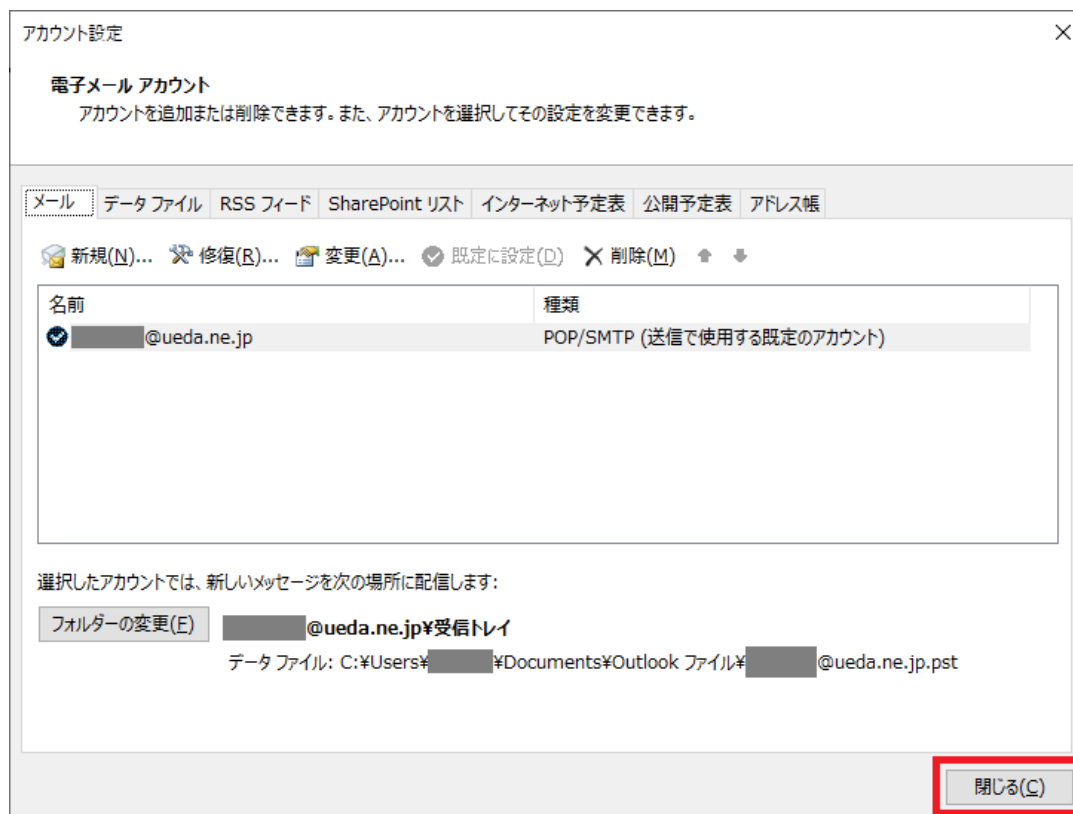 アカウント設定
電子メール アカウント
アカウントを追加または削除できます。また、アカウントを選択してその設定を変更できます。
メール データ ファイル RSS フィード SharePoint リスト インターネット予定表 公開予定表 アドレス帳
新規(N)... 修復(R)... 変更(A)... 既定に設定(D) 削除(M)
名前 種類
@ueda.ne.jp POP/SMTP (送信で使用する既定のアカウント)
選択したアカウントでは、新しいメッセージを次の場所に配信します:
フォルダーの変更(F) @ueda.ne.jp¥受信トレイ
データ ファイル: C:¥Users¥ ¥Documents¥Outlook ファイル¥ @ueda.ne.jp.pst
閉じる(C)